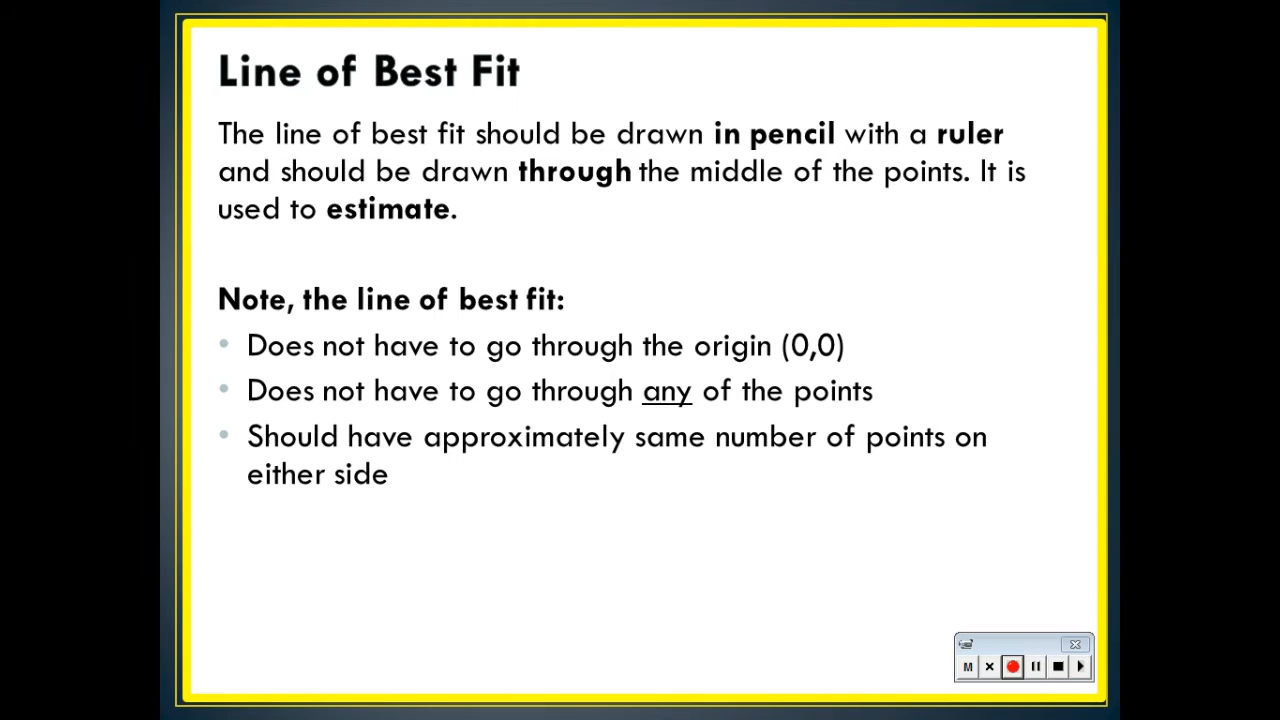 Line of Best Fit
The line of best fit should be drawn in pencil with a ruler
and should be drawn through the middle of the points. It is
used to estimate.
Note, the line of best fit:
• Does not have to go through the origin (0,0)
• Does not have to go through any of the points
• Should have approximately same number of points on
either side
M